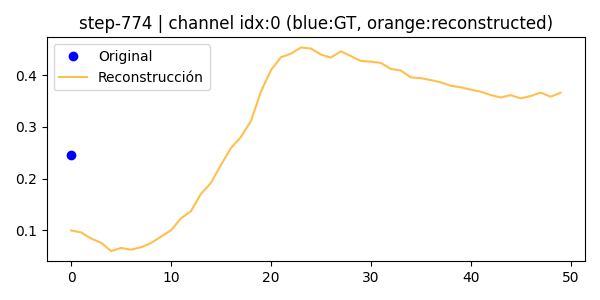 step-774 | channel idx:0 (blue:GT, orange:reconstructed)
Original
Reconstrucción
0.4
0.3
0.2
0.1
0 10 20 30 40 50